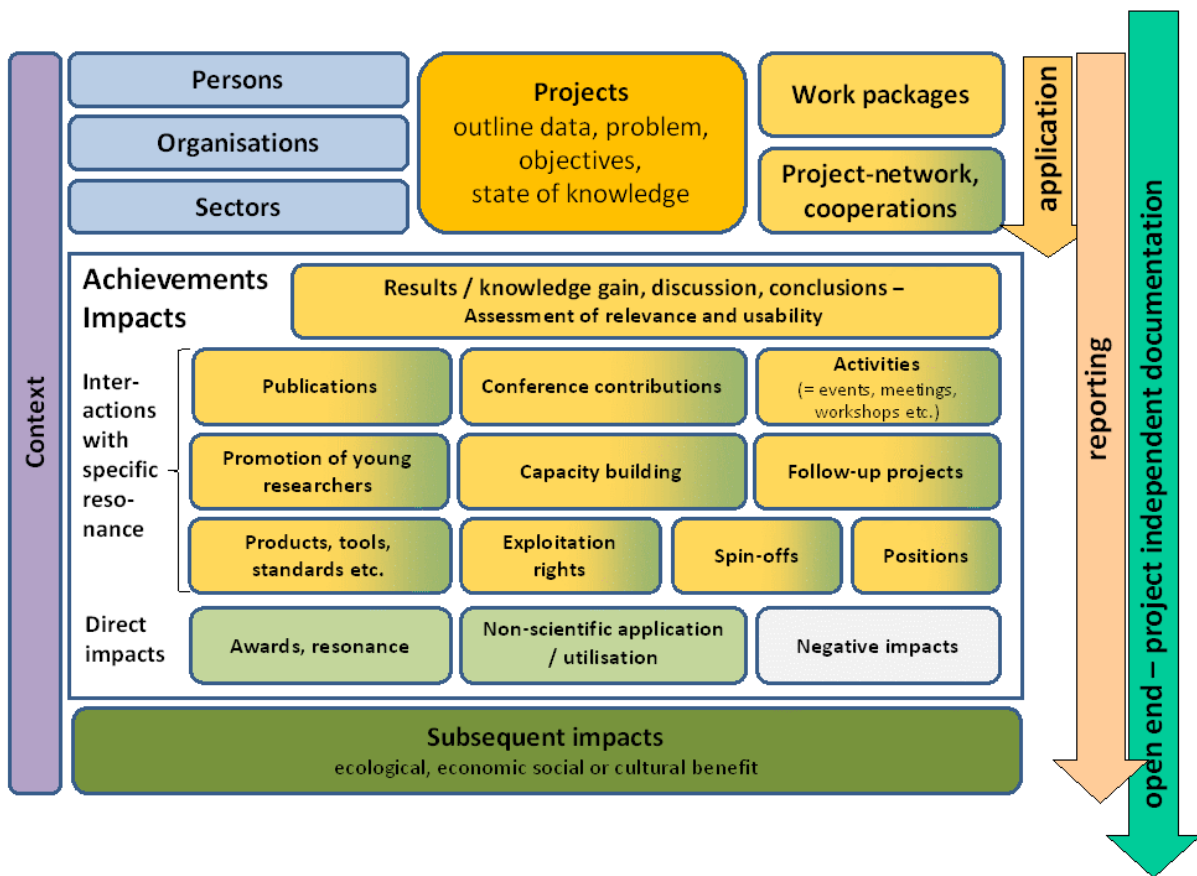 Context
Persons
Organisations
Sectors
Projects
outline data, problem,
objectives,
state of knowledge
Work packages
Project-network,
cooperations
Achievements
Impacts
Results / knowledge gain, discussion, conclusions –
Assessment of relevance and usability
Inter-
actions
with
specific
reso-
nance
Publications
Conference contributions
Activities
(= events, meetings,
workshops etc.)
Promotion of young
researchers
Capacity building
Follow-up projects
Products, tools,
standards etc.
Exploitation
rights
Spin-offs
Positions
Direct
impacts
Awards, resonance
Non-scientific application
/ utilisation
Negative impacts
Subsequent impacts
ecological, economic social or cultural benefit
application
reporting
open end – project independent documentation